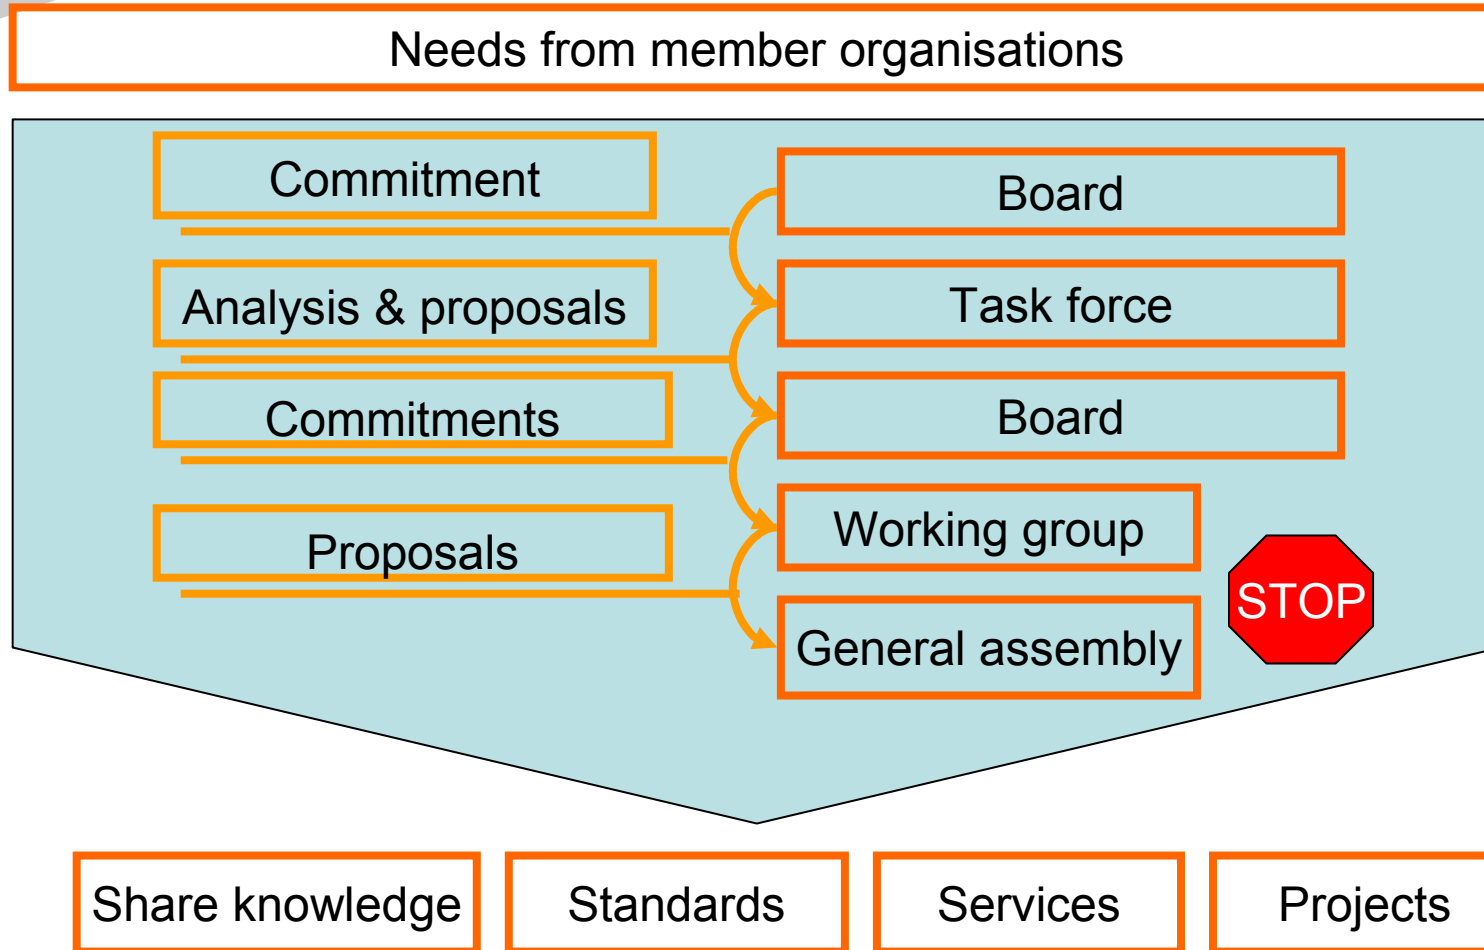 Needs from member organisations
Commitment
Board
Analysis & proposals
Task force
Commitments
Board
Proposals
Working group
STOP
General assembly
Share knowledge
Standards
Services
Projects